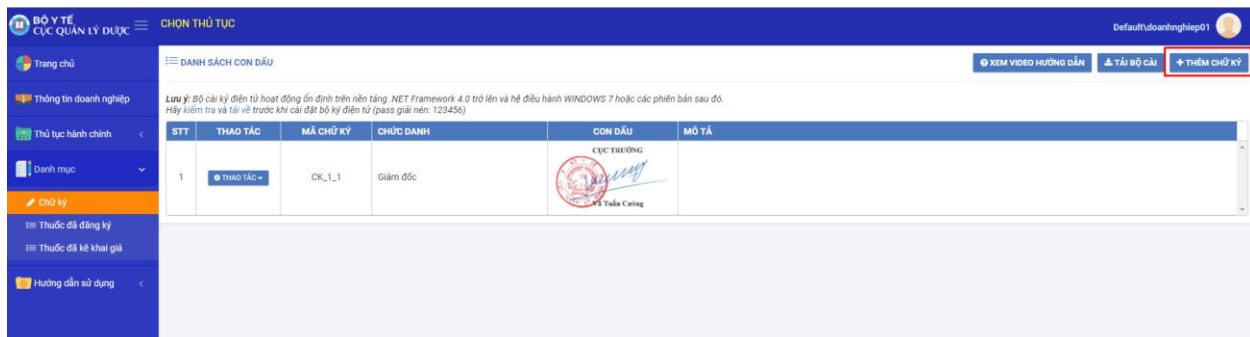 BỘ Y TẾ
CỤC QUẢN LÝ DƯỢC
CHỌN THỦ TỤC
Default\doanhnghiep01
Trang chủ
Thông tin doanh nghiệp
Thủ tục hành chính
Danh mục
Chữ ký
Thuốc đã đăng ký
Thuốc đã kê khai giá
Hướng dẫn sử dụng
DANH SÁCH CON DẤU
XEM VIDEO HƯỚNG DẪN
TẢI BỘ CÀI
+ THÊM CHỮ KÝ
Lưu ý: Bộ cài ký điện tử hoạt động ổn định trên nền tảng .NET Framework 4.0 trở lên và hệ điều hành WINDOWS 7 hoặc các phiên bản sau đó.
Hãy kiểm tra và tải về trước khi cài đặt bộ ký điện tử (pass giải nén: 123456)
STT THAO TÁC MÃ CHỮ KÝ CHỨC DANH CON DẤU MÔ TẢ
CỤC TRƯỞNG
1 THAO TÁC CK_1_1 Giám đốc
Vũ Tuấn Cường